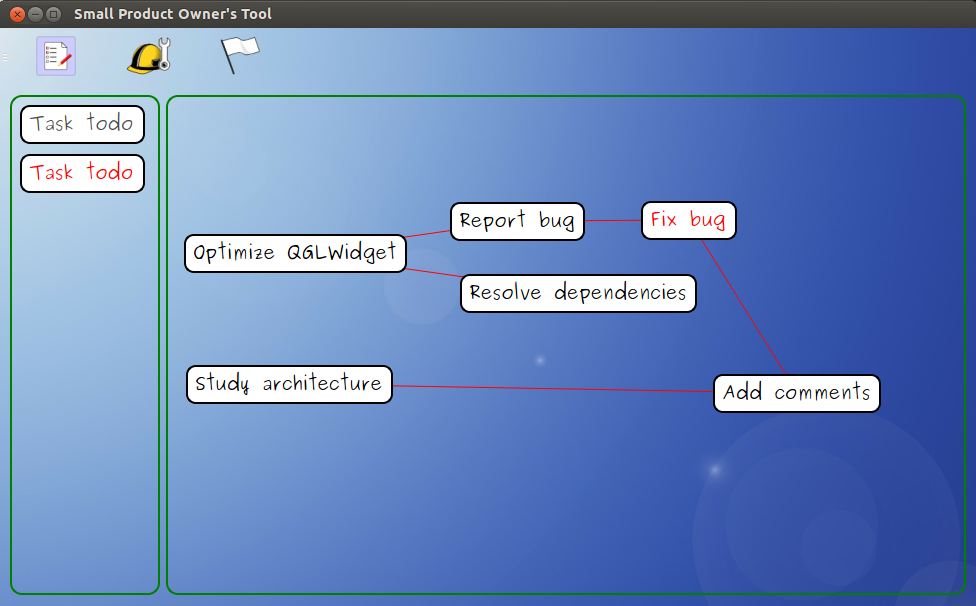 Small Product Owner's Tool
Task todo
Task todo
Report bug
Fix bug
Optimize QGLWidget
Resolve dependencies
Study architecture
Add comments